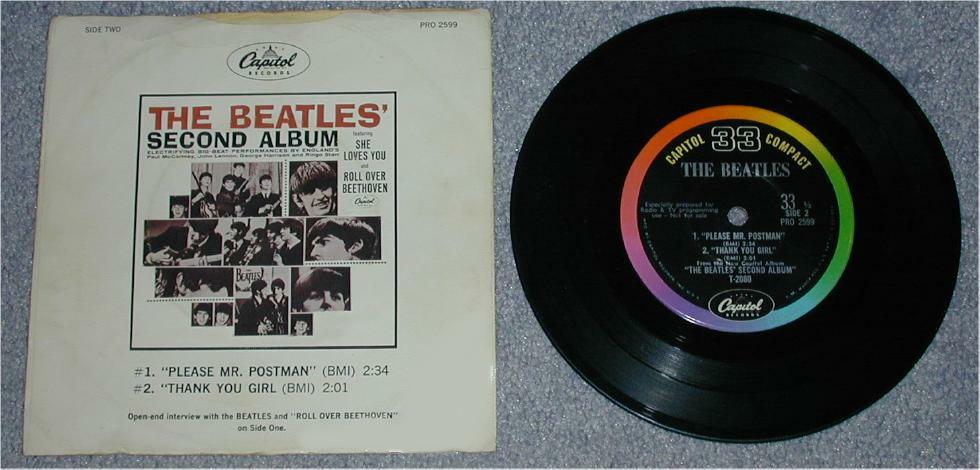 SIDE TWO
PRO 2599
Capitol
RECORDS
THE BEATLES'
SECOND ALBUM
ELECTRIFYING BIG-BEAT PERFORMANCES BY ENGLAND'S
Paul McCartney, John Lennon, George Harrison and Ringo Starr
featuring
SHE
LOVES YOU
and
ROLL OVER
BEETHOVEN
Capitol
BEATLES
#1. "PLEASE MR. POSTMAN" (BMI) 2:34
#2. "THANK YOU GIRL (BMI) 2:01
Open-end interview with the BEATLES and "ROLL OVER BEETHOVEN"
on Side One.
CAPITOL 33 COMPACT
THE BEATLES
Especially prepared for
Radio & TV programming
use - Not for sale
33 1/3
SIDE 2
PRO 2599
1. "PLEASE MR. POSTMAN"
(BMI) 2:34
2. "THANK YOU GIRL"
(BMI) 2:01
From the New Capitol Album
"THE BEATLES' SECOND ALBUM"
T-2080
Capitol
RECORDS